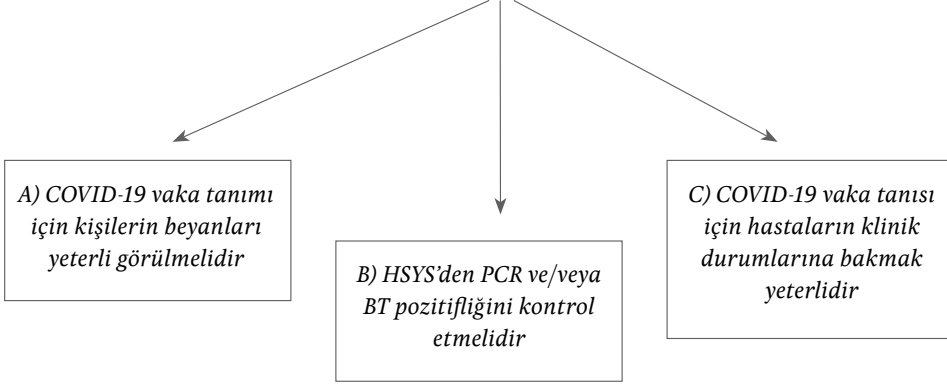 A) COVID-19 vaka tanımı
için kişilerin beyanları
yeterli görülmelidir
B) HSYS’den PCR ve/veya
BT pozitifliğini kontrol
etmelidir
C) COVID-19 vaka tanısı
için hastaların klinik
durumlarına bakmak
yeterlidir